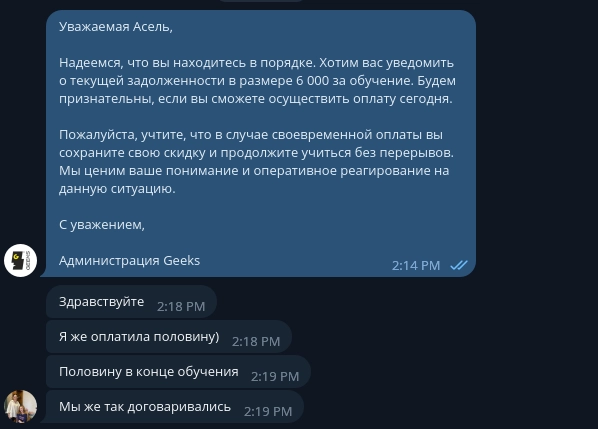 Уважаемая Асель,
Надеемся, что вы находитесь в порядке. Хотим вас уведомить
о текущей задолженности в размере 6 000 за обучение. Будем
признательны, если вы сможете осуществить оплату сегодня.
Пожалуйста, учтите, что в случае своевременной оплаты вы
сохраните свою скидку и продолжите учиться без перерывов.
Мы ценим ваше понимание и оперативное реагирование на
данную ситуацию.
С уважением,
Администрация Geeks
2:14 PM
Здравствуйте 2:18 PM
Я же оплатила половину) 2:18 PM
Половину в конце обучения 2:19 PM
Мы же так договаривались 2:19 PM